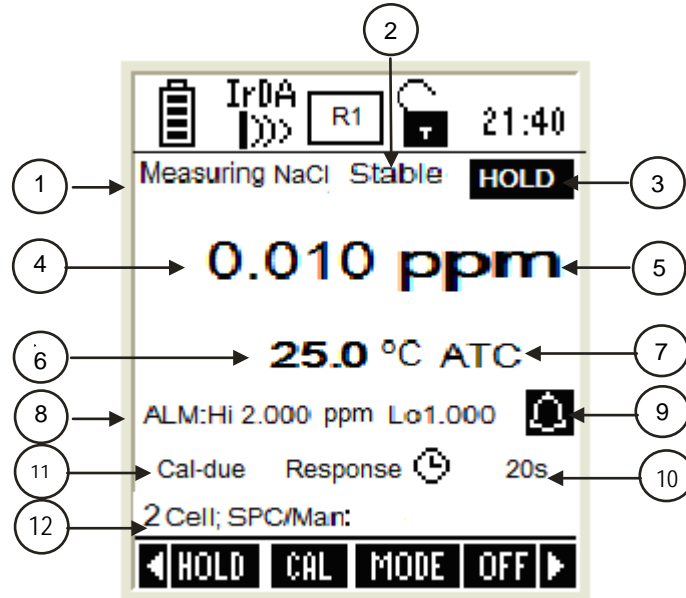 2
IrDA R1 21:40
1 Measuring NaCl Stable HOLD 3
4 0.010 ppm 5
6 25.0 °C ATC 7
8 ALM:Hi 2.000 ppm Lo1.000 9
11 Cal-due Response 20s 10
12 2 Cell; SPC/Man:
HOLD CAL MODE OFF